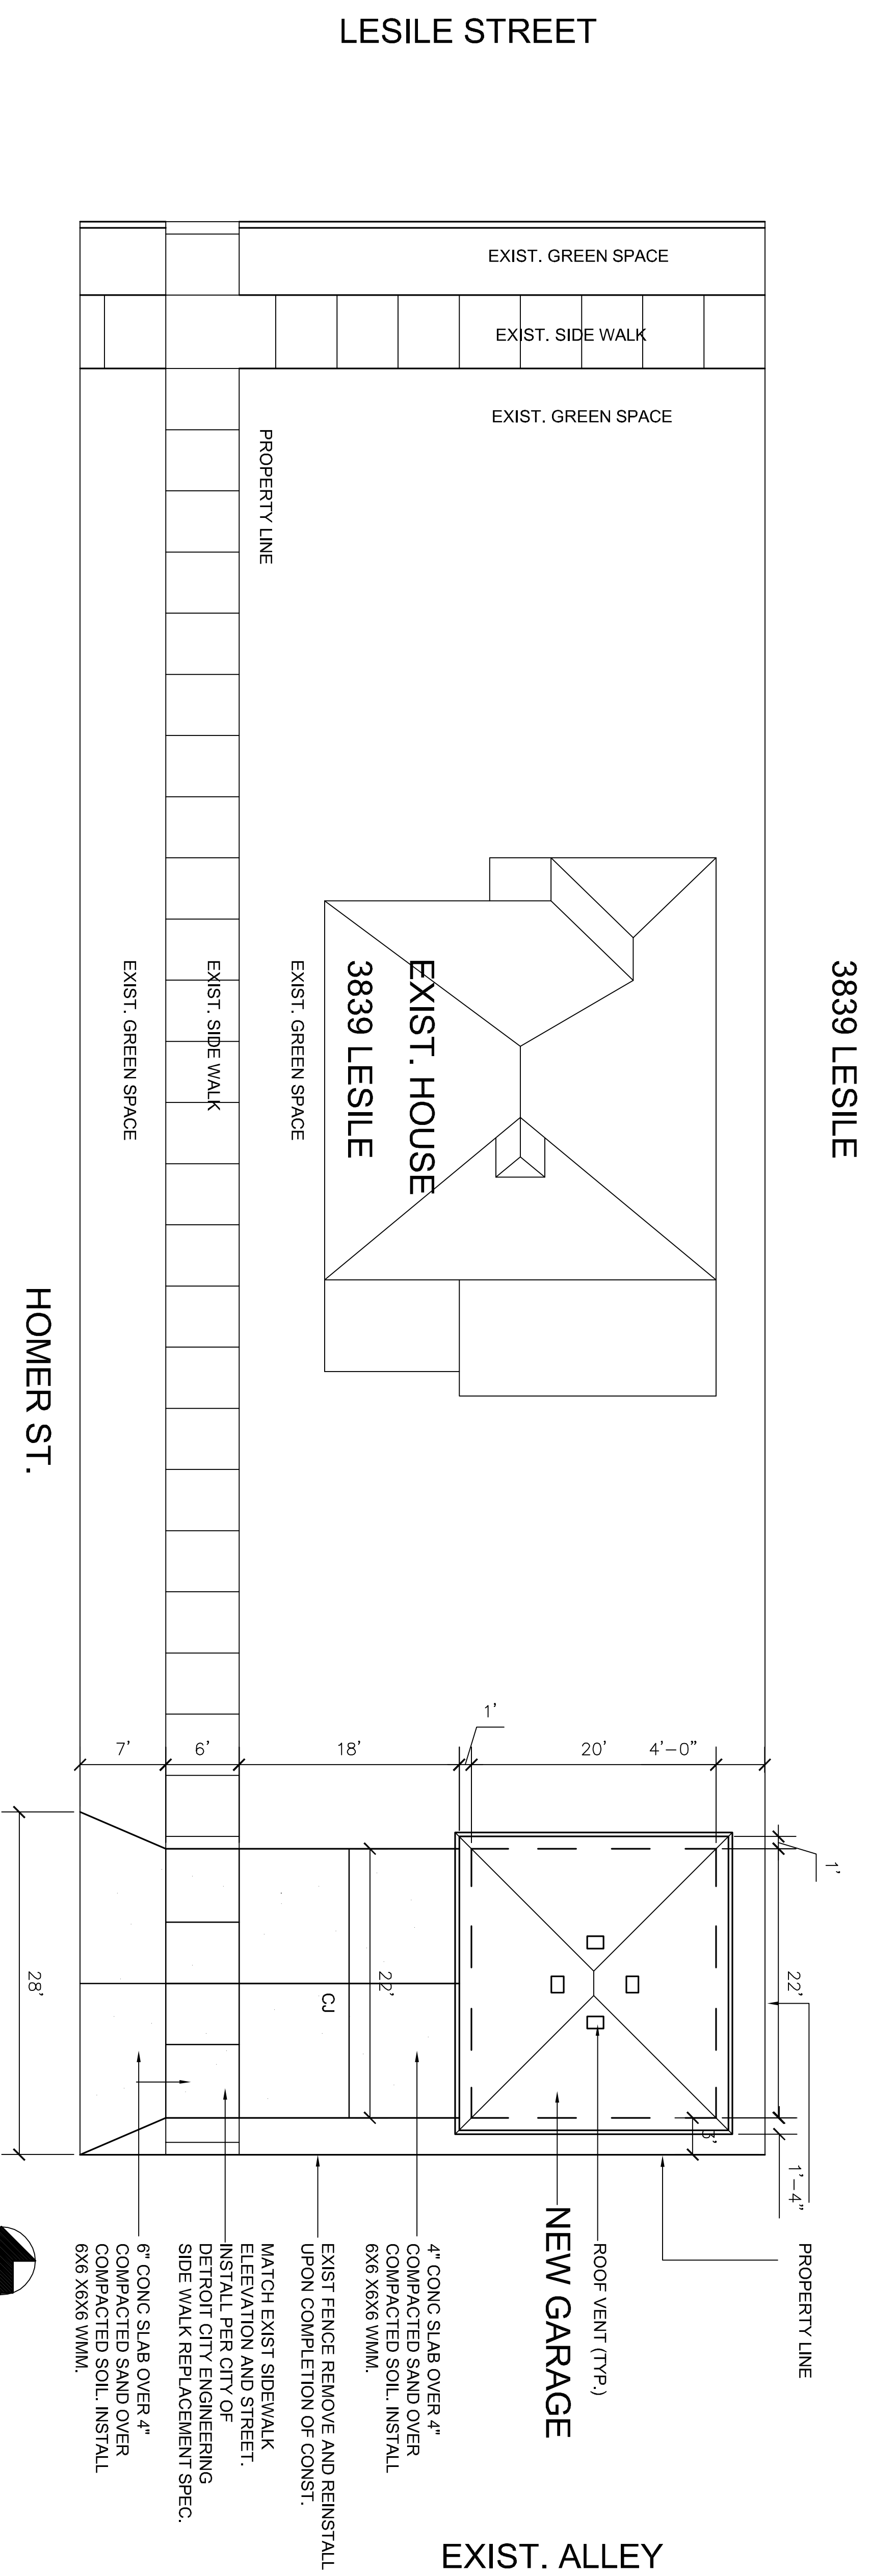 LESILE STREET
EXIST. GREEN SPACE
EXIST. SIDE WALK
EXIST. GREEN SPACE
PROPERTY LINE
3839 LESILE
EXIST. HOUSE
3839 LESILE
EXIST. GREEN SPACE
EXIST. SIDE WALK
EXIST. GREEN SPACE
HOMER ST.
1'
7'
6'
18'
20'
4'-0"
1'
22'
28'
22'
CJ
3'
1'-4"
PROPERTY LINE
ROOF VENT (TYP.)
NEW GARAGE
4" CONC SLAB OVER 4"
COMPACTED SAND OVER
COMPACTED SOIL. INSTALL
6X6 X6X6 WMM.
EXIST FENCE REMOVE AND REINSTALL
UPON COMPLETION OF CONST.
MATCH EXIST SIDEWALK
ELEEVATION AND STREET.
INSTALL PER CITY OF
DETROIT CITY ENGINEERING
SIDE WALK REPLACEMENT SPEC.
6" CONC SLAB OVER 4"
COMPACTED SAND OVER
COMPACTED SOIL. INSTALL
6X6 X6X6 WMM.
EXIST. ALLEY